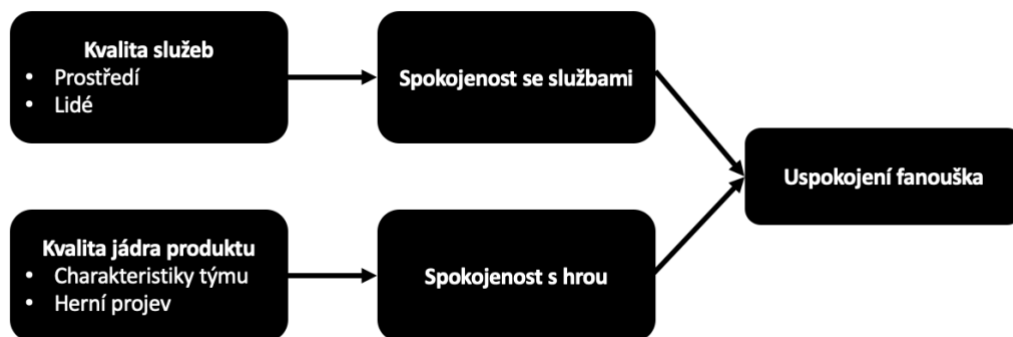 Kvalita služeb
• Prostředí
• Lidé
Spokojenost se službami
Kvalita jádra produktu
• Charakteristiky týmu
• Herní projev
Spokojenost s hrou
Uspokojení fanouška